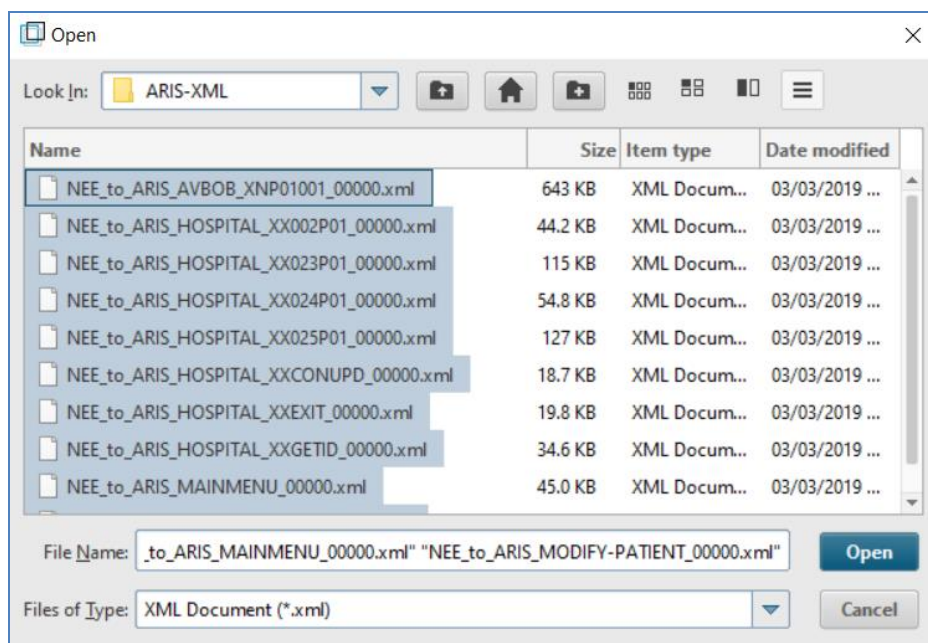 Open
Look In: ARIS-XML
Name Size Item type Date modified
NEE_to_ARIS_AVBOB_XNP01001_00000.xml 643 KB XML Docum... 03/03/2019 ...
NEE_to_ARIS_HOSPITAL_XX002P01_00000.xml 44.2 KB XML Docum... 03/03/2019 ...
NEE_to_ARIS_HOSPITAL_XX023P01_00000.xml 115 KB XML Docum... 03/03/2019 ...
NEE_to_ARIS_HOSPITAL_XX024P01_00000.xml 54.8 KB XML Docum... 03/03/2019 ...
NEE_to_ARIS_HOSPITAL_XX025P01_00000.xml 127 KB XML Docum... 03/03/2019 ...
NEE_to_ARIS_HOSPITAL_XXCONUPD_00000.xml 18.7 KB XML Docum... 03/03/2019 ...
NEE_to_ARIS_HOSPITAL_XXEXIT_00000.xml 19.8 KB XML Docum... 03/03/2019 ...
NEE_to_ARIS_HOSPITAL_XXGETID_00000.xml 34.6 KB XML Docum... 03/03/2019 ...
NEE_to_ARIS_MAINMENU_00000.xml 45.0 KB XML Docum... 03/03/2019 ...
File Name: _to_ARIS_MAINMENU_00000.xml" "NEE_to_ARIS_MODIFY-PATIENT_00000.xml" Open
Files of Type: XML Document (*.xml) Cancel